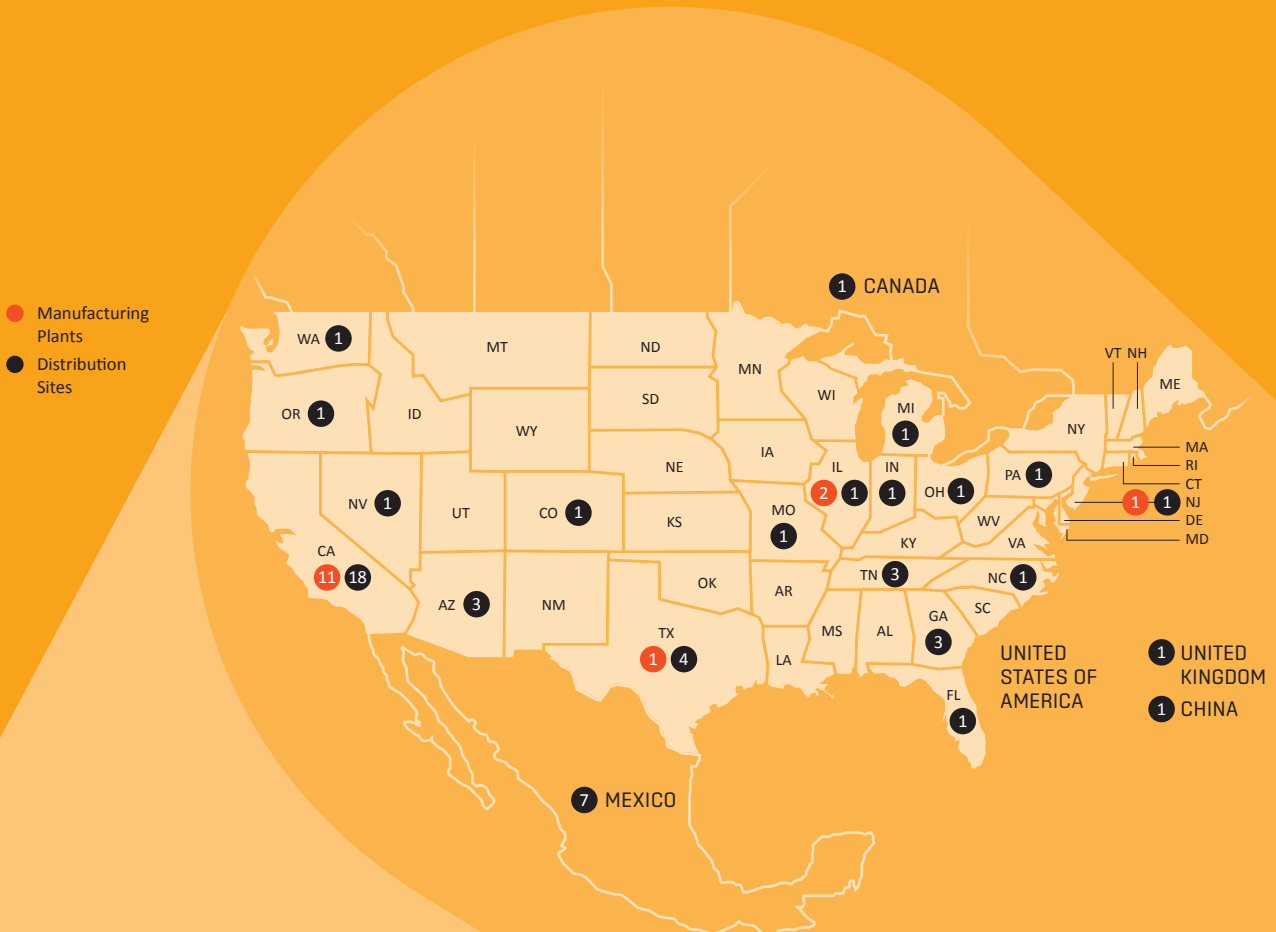 Manufacturing
Plants
Distribution
Sites
1 CANADA
WA 1
MT
ND
MN
VT NH
ME
OR 1
ID
SD
WI
MI
1
NY
WY
IA
MA
RI
CT
1 1 NJ
DE
MD
NE
IL
2 1
IN
1
OH 1
PA 1
NV 1
UT
CO 1
KS
MO
1
WV
VA
KY
CA
11 18
AZ 3
NM
OK
AR
TN 3
NC 1
SC
TX
1 4
LA
MS
AL
GA
3
FL
1
UNITED
STATES OF
AMERICA
1 UNITED
KINGDOM
1 CHINA
7 MEXICO